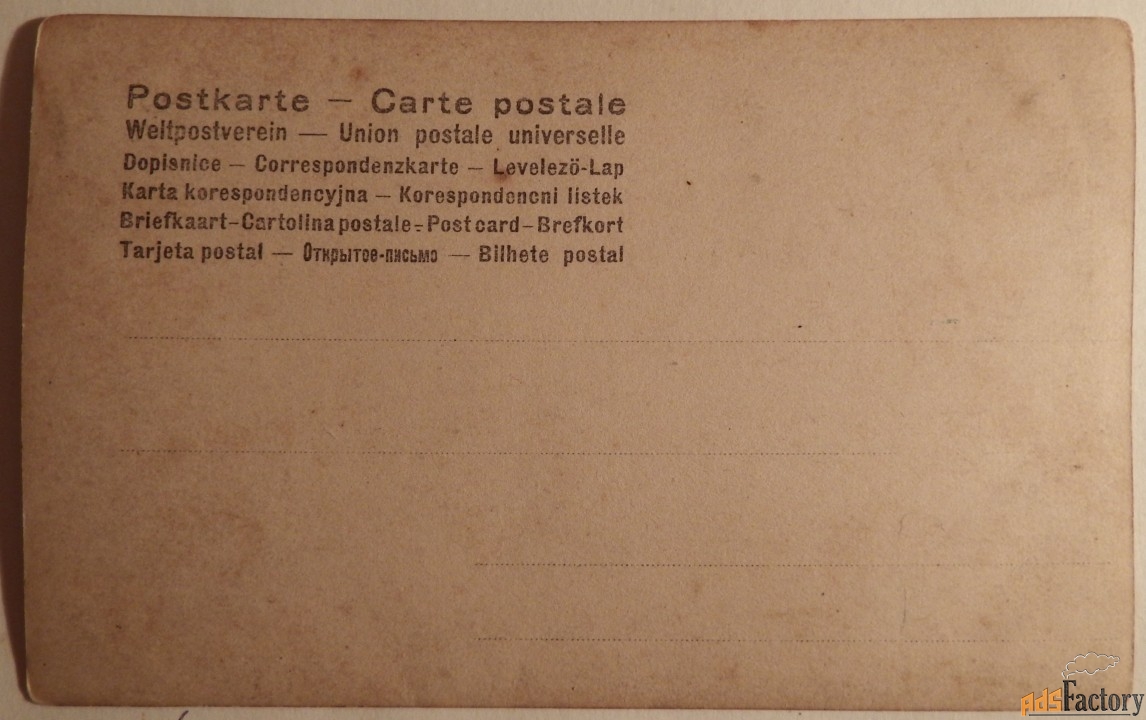 Postkarte — Carte postale
Weltpostverein — Union postale universelle
Dopisnice — Correspondenzkarte — Levelezö-Lap
Karta korespondencyjna — Korespondencni listek
Briefkaart-Cartolina postale-Post card-Brefkort
Tarjeta postal — Открытое-письмо — Bilhete postal
AdsFactory